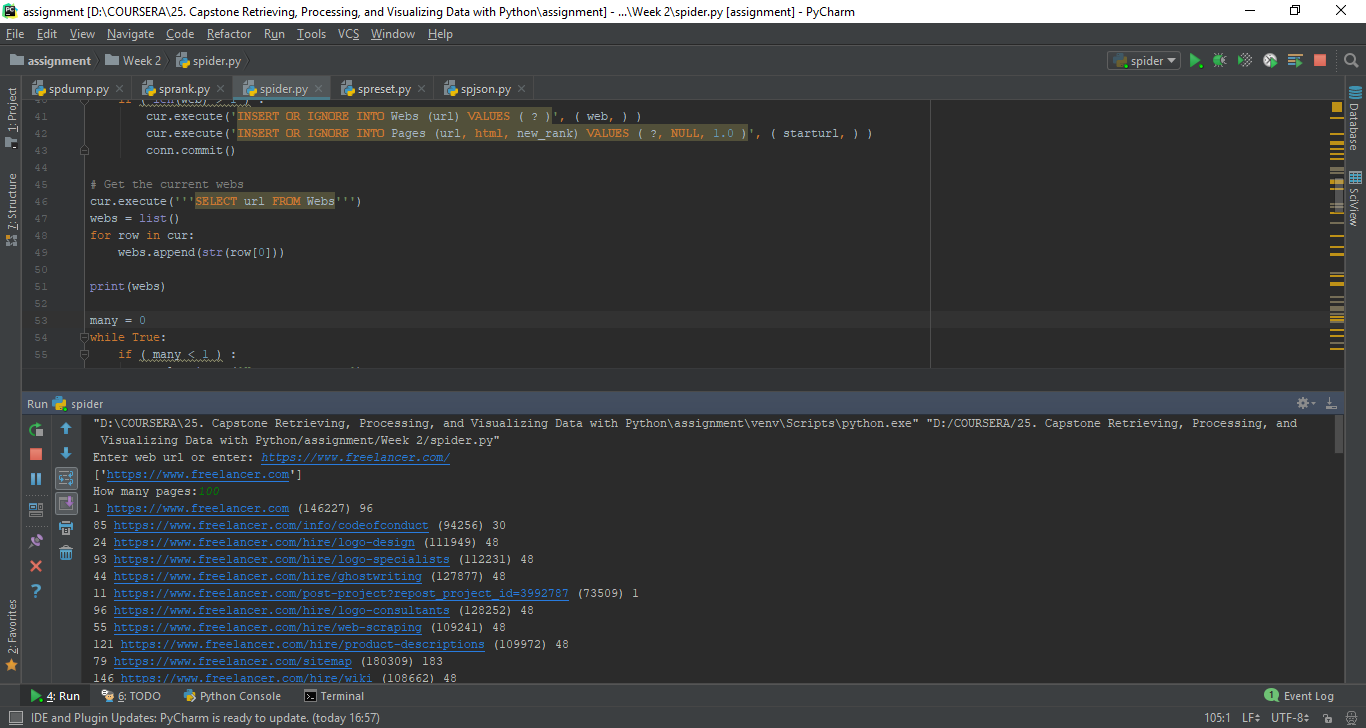 assignment [D:\COURSERA\25. Capstone Retrieving, Processing, and Visualizing Data with Python\assignment] - ...\Week 2\spider.py [assignment] - PyCharm
File Edit View Navigate Code Refactor Run Tools VCS Window Help
assignment Week 2 spider.py spider
spdump.py sprank.py spider.py spreset.py spjson.py
1: Project
7: Structure
2: Favorites
Database
SciView
41 cur.execute('INSERT OR IGNORE INTO Webs (url) VALUES ( ? )', ( web, ) )
42 cur.execute('INSERT OR IGNORE INTO Pages (url, html, new_rank) VALUES ( ?, NULL, 1.0 )', ( starturl, ) )
43 conn.commit()
44
45 # Get the current webs
46 cur.execute('''SELECT url FROM Webs''')
47 webs = list()
48 for row in cur:
49 webs.append(str(row[0]))
50
51 print(webs)
52
53 many = 0
54 while True:
55 if ( many < 1 ) :
Run spider
"D:\COURSERA\25. Capstone Retrieving, Processing, and Visualizing Data with Python\assignment\venv\Scripts\python.exe" "D:/COURSERA/25. Capstone Retrieving, Processing, and
Visualizing Data with Python/assignment/Week 2/spider.py"
Enter web url or enter: https://www.freelancer.com/
['https://www.freelancer.com']
How many pages:100
1 https://www.freelancer.com (146227) 96
85 https://www.freelancer.com/info/codeofconduct (94256) 30
24 https://www.freelancer.com/hire/logo-design (111949) 48
93 https://www.freelancer.com/hire/logo-specialists (112231) 48
44 https://www.freelancer.com/hire/ghostwriting (127877) 48
11 https://www.freelancer.com/post-project?repost_project_id=3992787 (73509) 1
96 https://www.freelancer.com/hire/logo-consultants (128252) 48
55 https://www.freelancer.com/hire/web-scraping (109241) 48
121 https://www.freelancer.com/hire/product-descriptions (109972) 48
79 https://www.freelancer.com/sitemap (180309) 183
146 https://www.freelancer.com/hire/wiki (108662) 48
4: Run 6: TODO Python Console Terminal 1 Event Log
IDE and Plugin Updates: PyCharm is ready to update. (today 16:57) 105:1 LF UTF-8